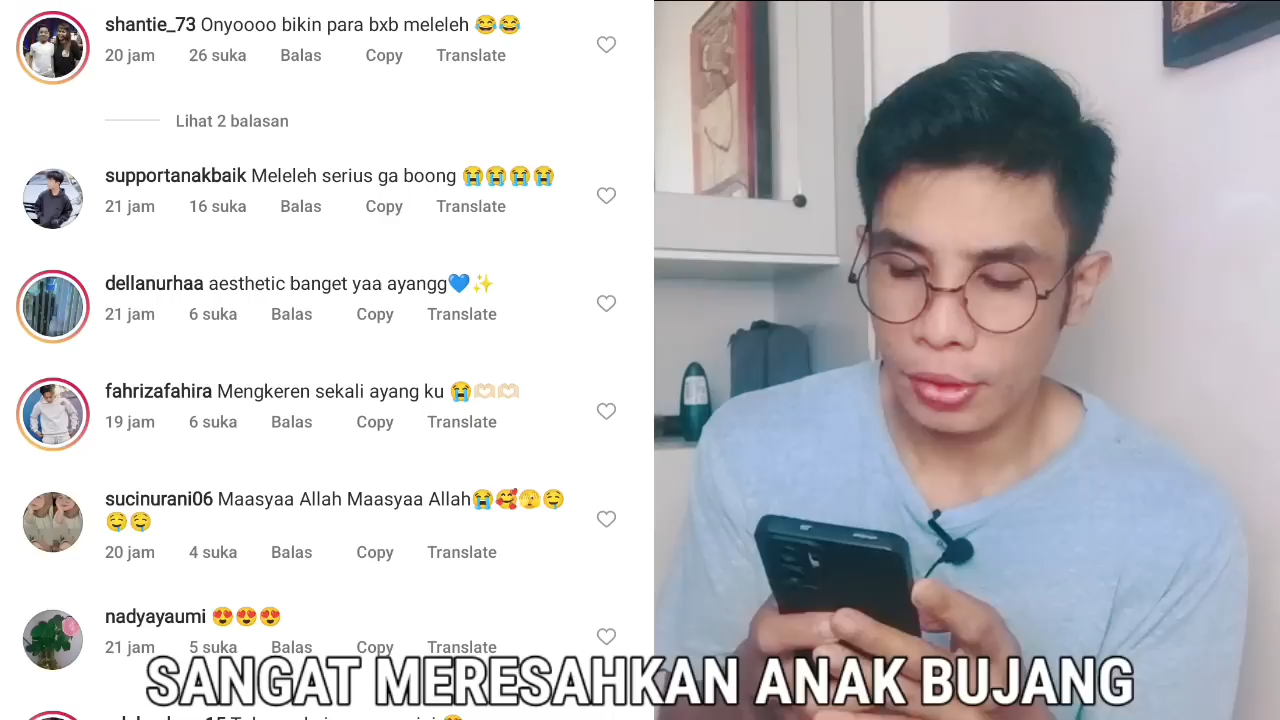 shantie_73 Onyoooo bikin para bxb meleleh 😂😂
20 jam 26 suka Balas Copy Translate
Lihat 2 balasan
supportanakbaik Meleleh serius ga boong 😭😭😭😭
21 jam 16 suka Balas Copy Translate
dellanurhaa aesthetic banget yaa ayangg💙✨
21 jam 6 suka Balas Copy Translate
fahrizafahira Mengkeren sekali ayang ku 😭🫶🏻🫶🏻
19 jam 6 suka Balas Copy Translate
sucinurani06 Maasyaa Allah Maasyaa Allah😭🥰🫣🤤
🤤🤤
20 jam 4 suka Balas Copy Translate
nadyayaumi 😍😍😍
21 jam 5 suka Balas Copy Translate
SANGAT MERESAHKAN ANAK BUJANG